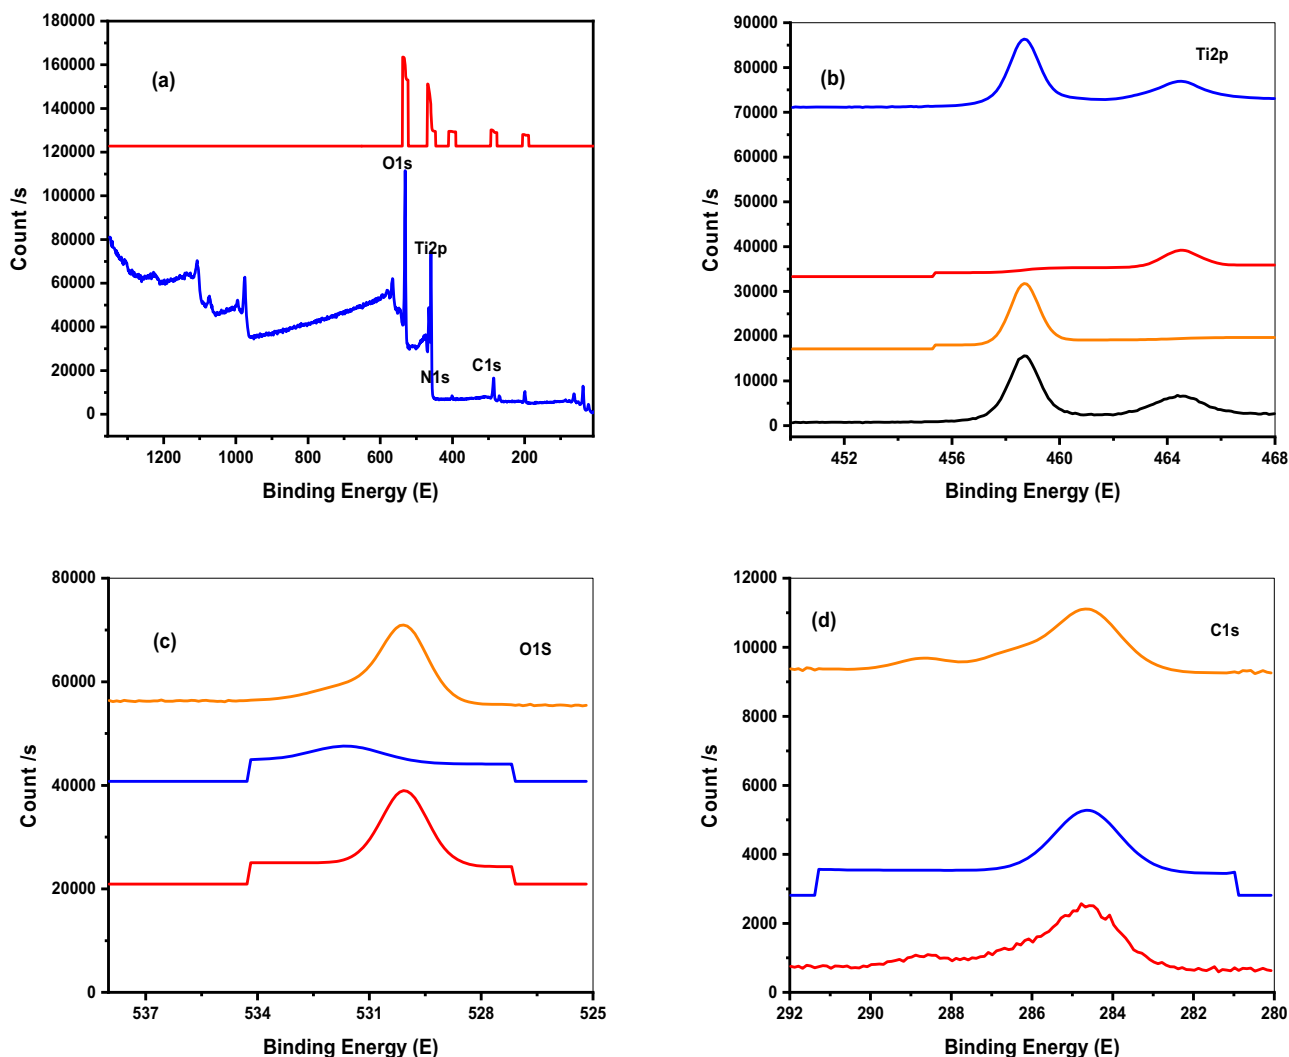 180000
160000
140000
120000
100000
80000
60000
40000
20000
0
Count /s
(a)
O1s
Ti2p
N1s
C1s
1200 1000 800 600 400 200
Binding Energy (E)
90000
80000
70000
60000
50000
40000
30000
20000
10000
0
Count /s
(b)
Ti2p
452 456 460 464 468
Binding Energy (E)
80000
60000
40000
20000
0
Count /s
(c)
O1S
537 534 531 528 525
Binding Energy (E)
12000
10000
8000
6000
4000
2000
0
Count /s
(d)
C1s
292 290 288 286 284 282 280
Binding Energy (E)